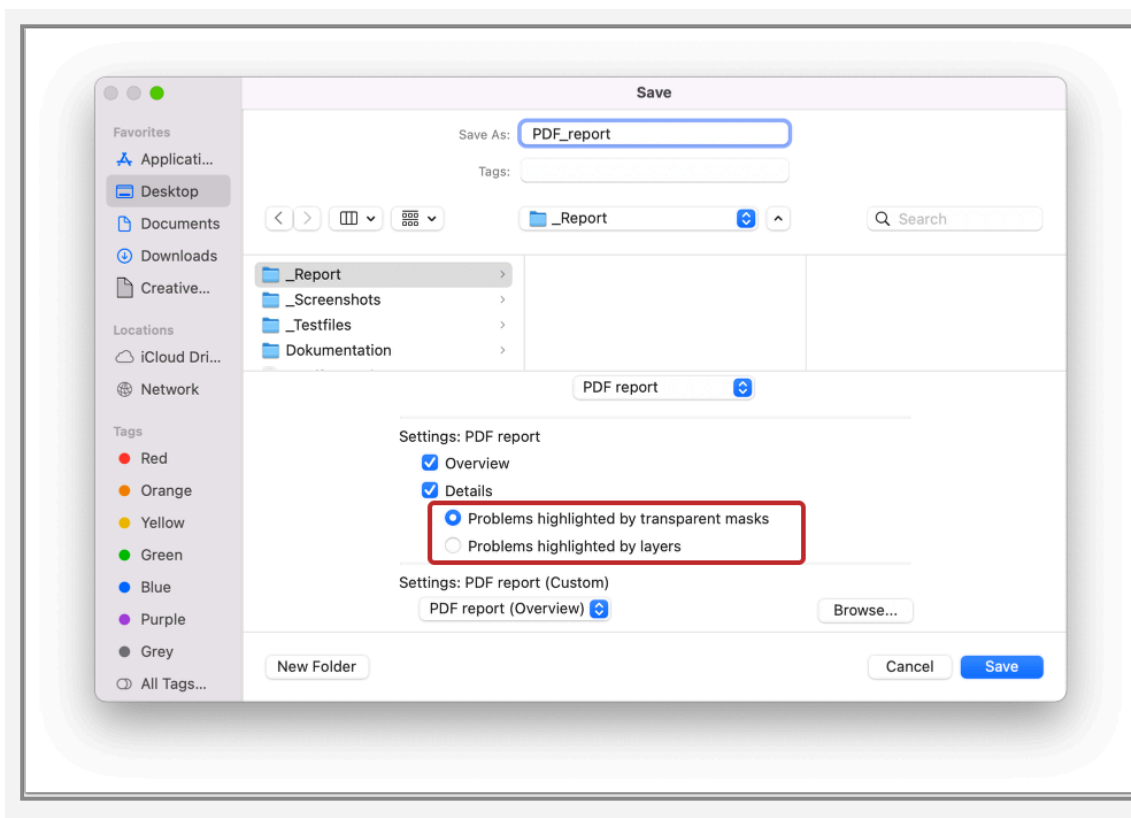 Save
Favorites
Applicati...
Desktop
Documents
Downloads
Creative...
Locations
iCloud Dri...
Network
Tags
Red
Orange
Yellow
Green
Blue
Purple
Grey
All Tags...
Save As: PDF_report
Tags:
_Report
Search
_Report
_Screenshots
_Testfiles
Dokumentation
PDF report
Settings: PDF report
Overview
Details
Problems highlighted by transparent masks
Problems highlighted by layers
Settings: PDF report (Custom)
PDF report (Overview)
Browse...
New Folder
Cancel
Save